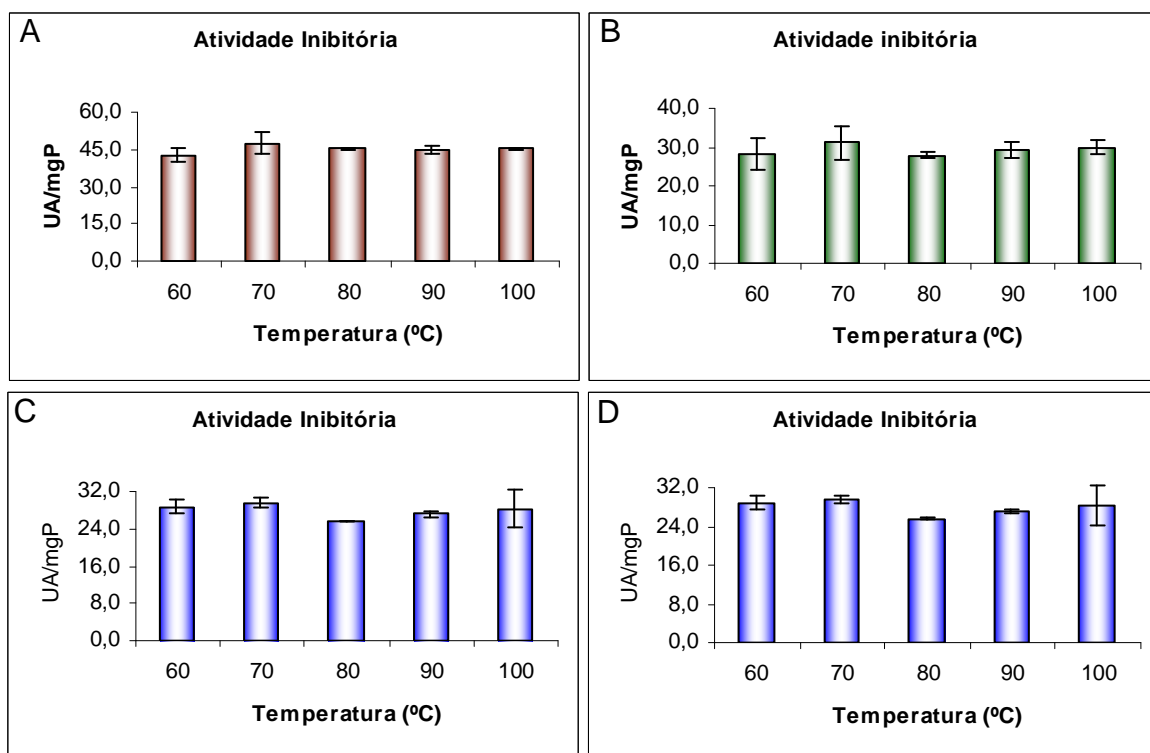 A
Atividade Inibitória
UA/mgP
60,0
45,0
30,0
15,0
0,0
60 70 80 90 100
Temperatura (ºC)
B
Atividade inibitória
UA/mgP
40,0
30,0
20,0
10,0
0,0
60 70 80 90 100
Temperatura (ºC)
C
Atividade Inibitória
UA/mgP
32,0
24,0
16,0
8,0
0,0
60 70 80 90 100
Temperatura (ºC)
D
Atividade Inibitória
UA/mgP
32,0
24,0
16,0
8,0
0,0
60 70 80 90 100
Temperatura (ºC)